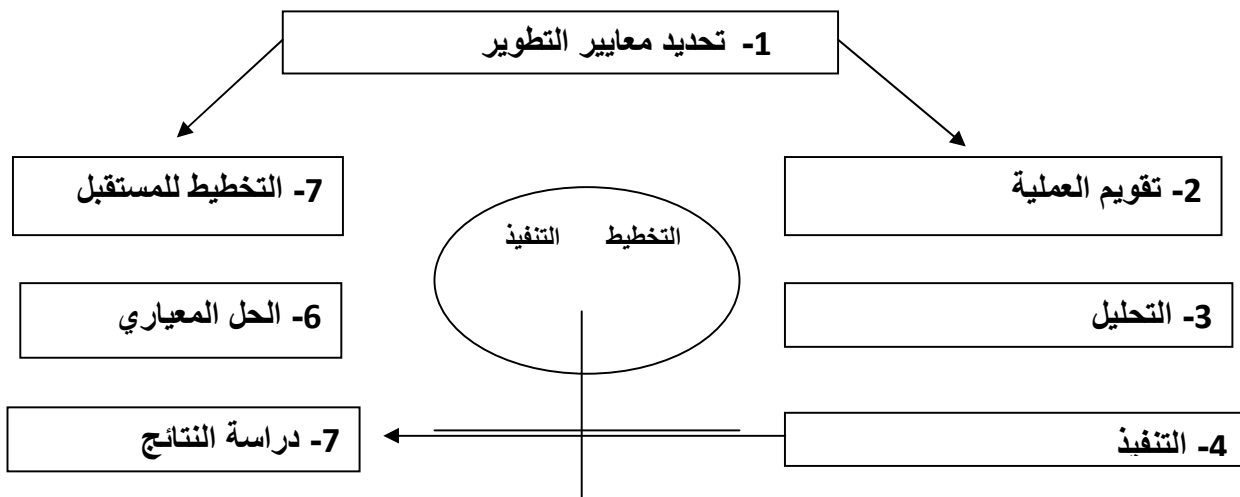 1- تحديد معايير التطوير
2- تقويم العملية
7- التخطيط للمستقبل
التخطيط
التنفيذ
3- التحليل
6- الحل المعياري
4- التنفيذ
7- دراسة النتائج